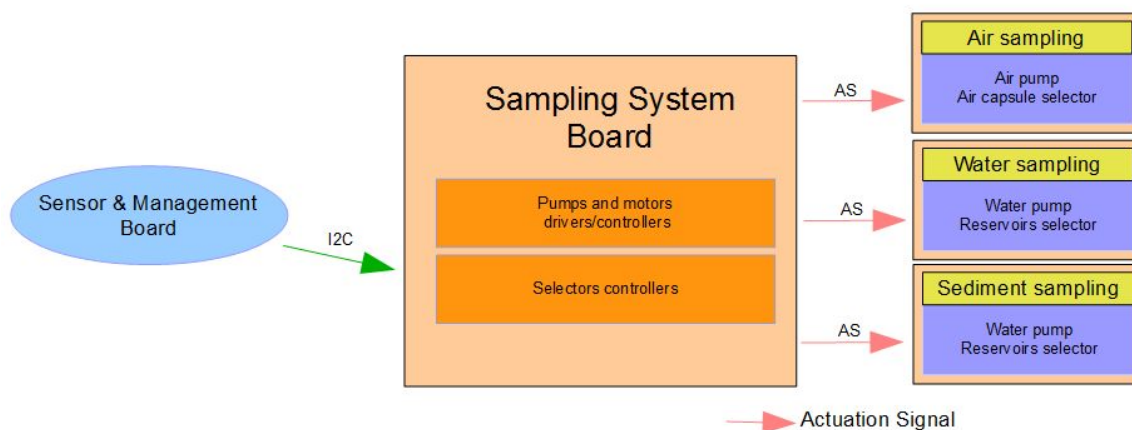 Sensor & Management
Board
I2C
Sampling System
Board
Pumps and motors
drivers/controllers
Selectors controllers
AS
Air sampling
Air pump
Air capsule selector
AS
Water sampling
Water pump
Reservoirs selector
AS
Sediment sampling
Water pump
Reservoirs selector
Actuation Signal